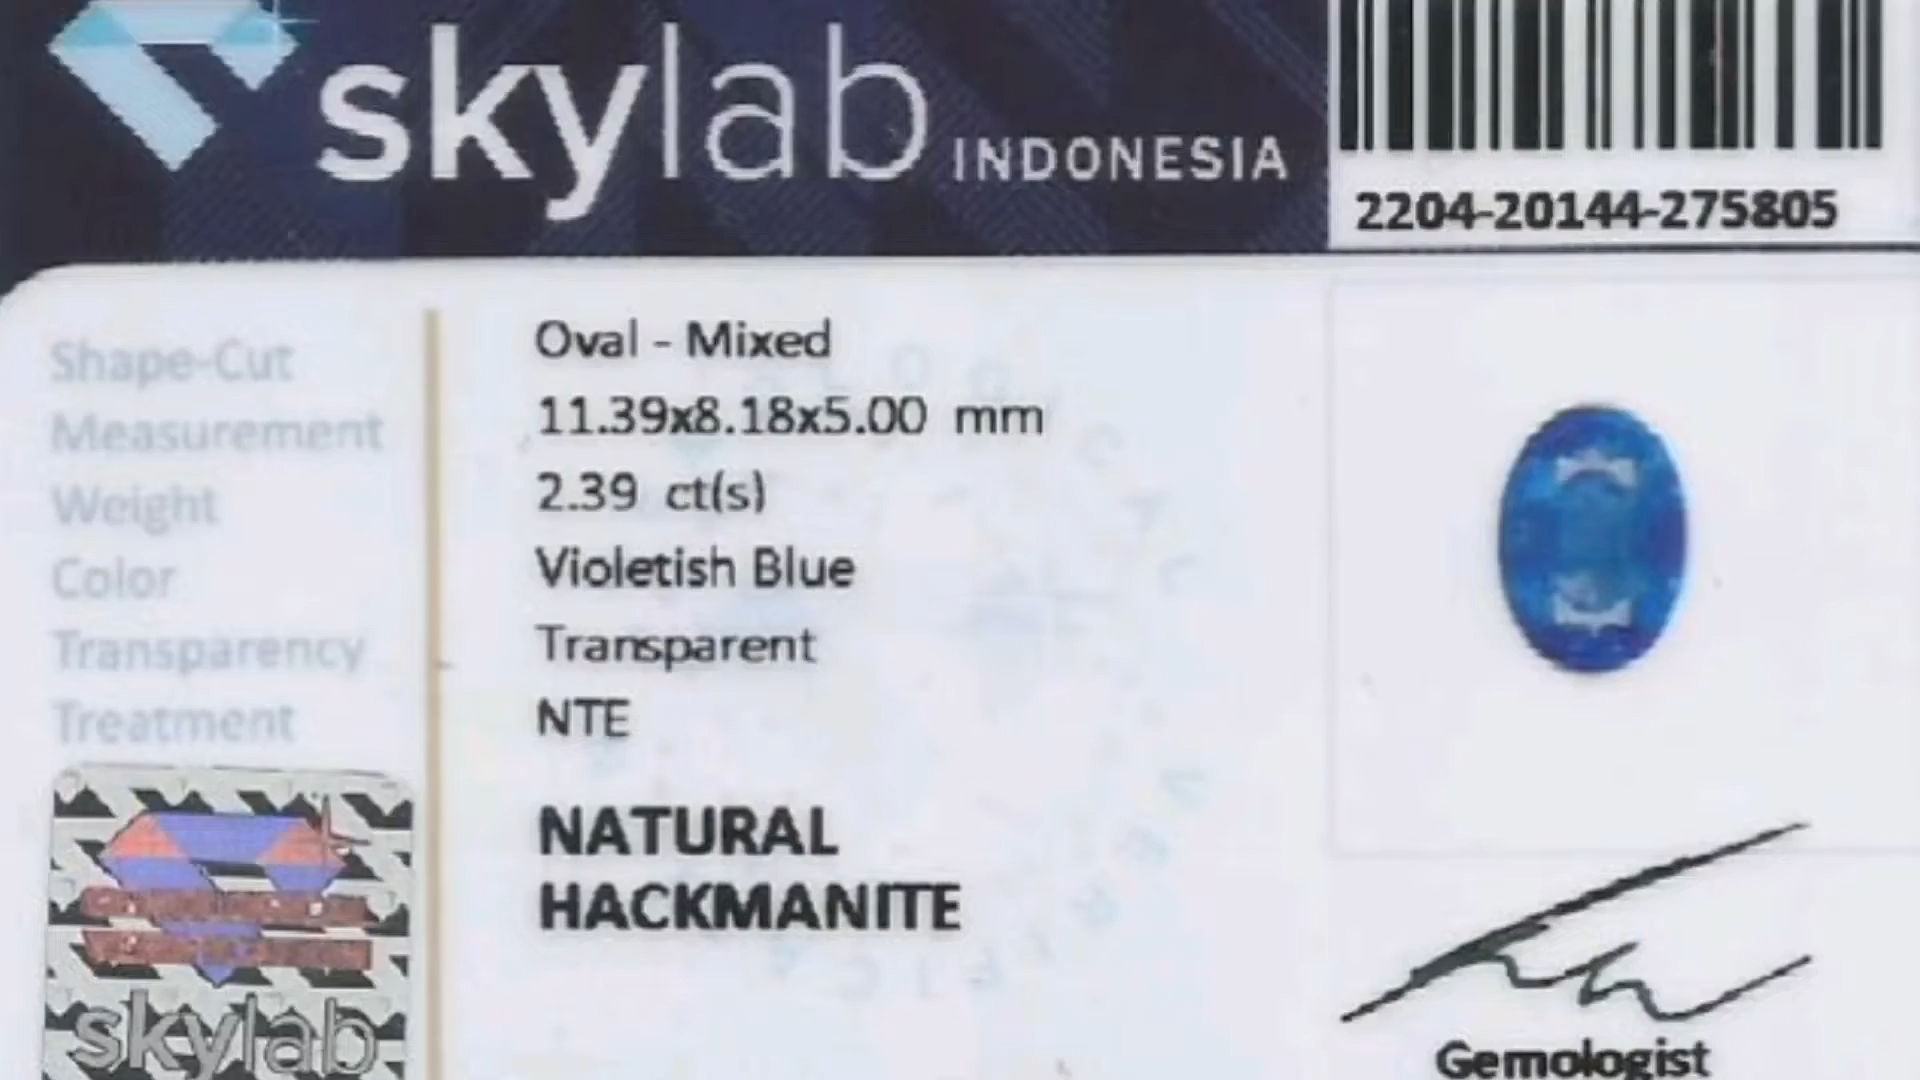 skylab INDONESIA
2204-20144-275805
Shape-Cut Oval - Mixed
Measurement 11.39x8.18x5.00 mm
Weight 2.39 ct(s)
Color Violetish Blue
Transparency Transparent
Treatment NTE
NATURAL
HACKMANITE
skylab
Gemologist